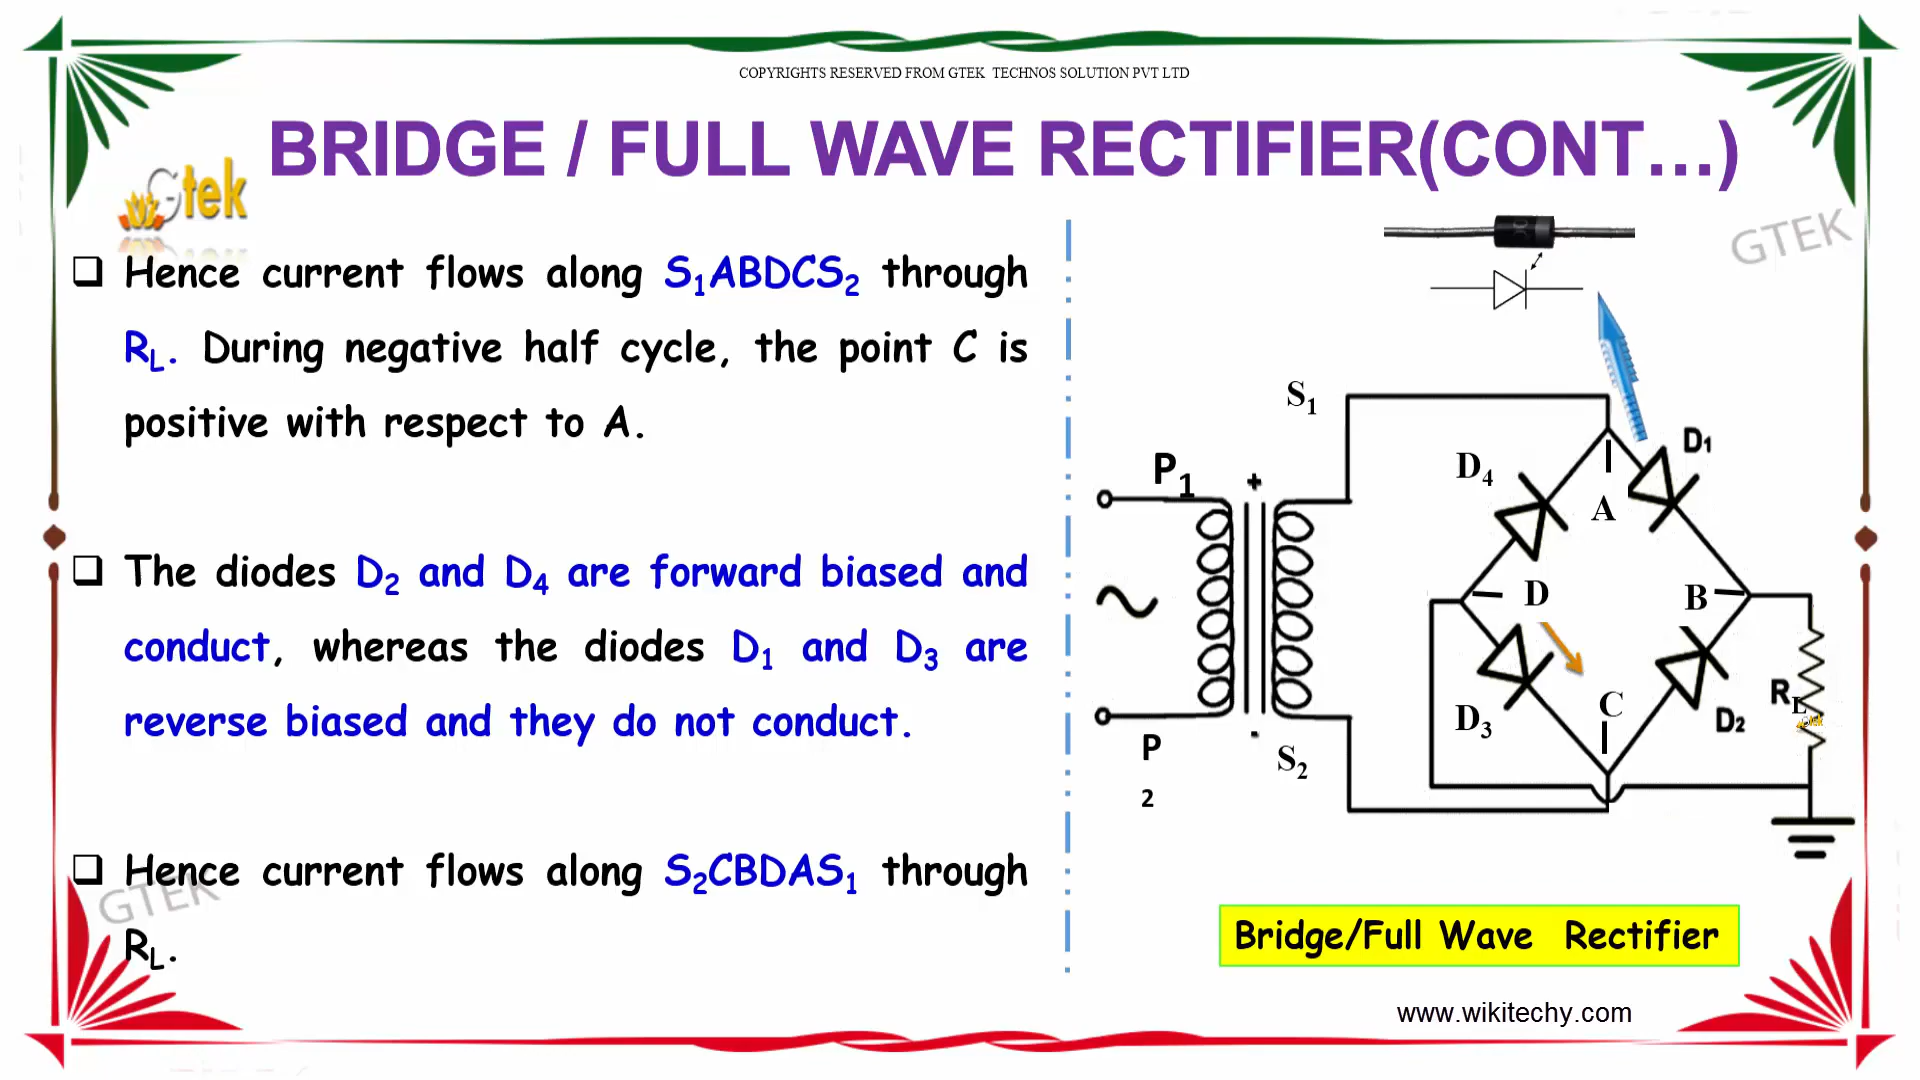 COPYRIGHTS RESERVED FROM GTEK TECHNOS SOLUTION PVT LTD
BRIDGE / FULL WAVE RECTIFIER(CONT...)
Gtek
GTEK
❑ Hence current flows along S₁ABDCS₂ through
R_L. During negative half cycle, the point C is
positive with respect to A.
❑ The diodes D₂ and D₄ are forward biased and
conduct, whereas the diodes D₁ and D₃ are
reverse biased and they do not conduct.
❑ Hence current flows along S₂CBDAS₁ through
R_L.
GTEK
S₁
D₁
D₄
P₁
+
A
D
B
C
R_L
D₃
D₂
-
P
2
S₂
Bridge/Full Wave Rectifier
www.wikitechy.com
GTEK